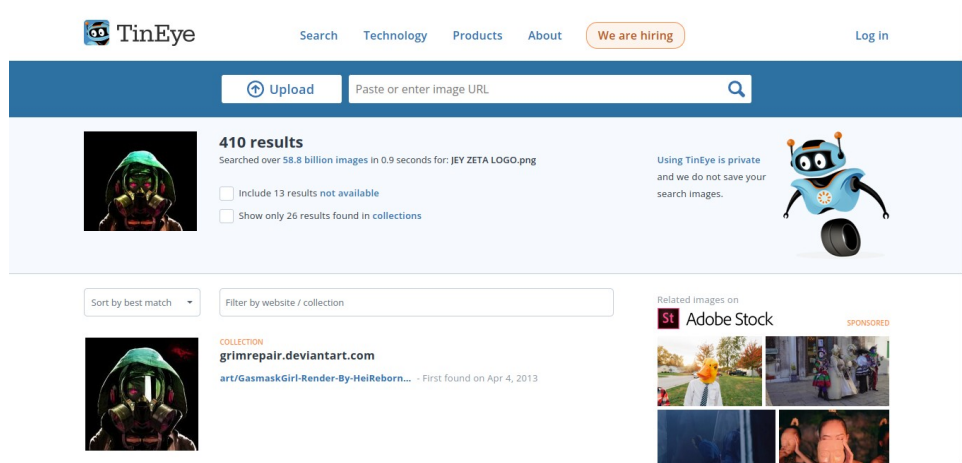 TinEye
Search Technology Products About We are hiring Log in
Upload Paste or enter image URL
410 results
Searched over 58.8 billion images in 0.9 seconds for: JEY ZETA LOGO.png
Include 13 results not available
Show only 26 results found in collections
Using TinEye is private
and we do not save your
search images.
Sort by best match Filter by website / collection
COLLECTION
grimrepair.deviantart.com
art/GasmaskGirl-Render-By-HeiReborn... - First found on Apr 4, 2013
Related images on
St Adobe Stock SPONSORED